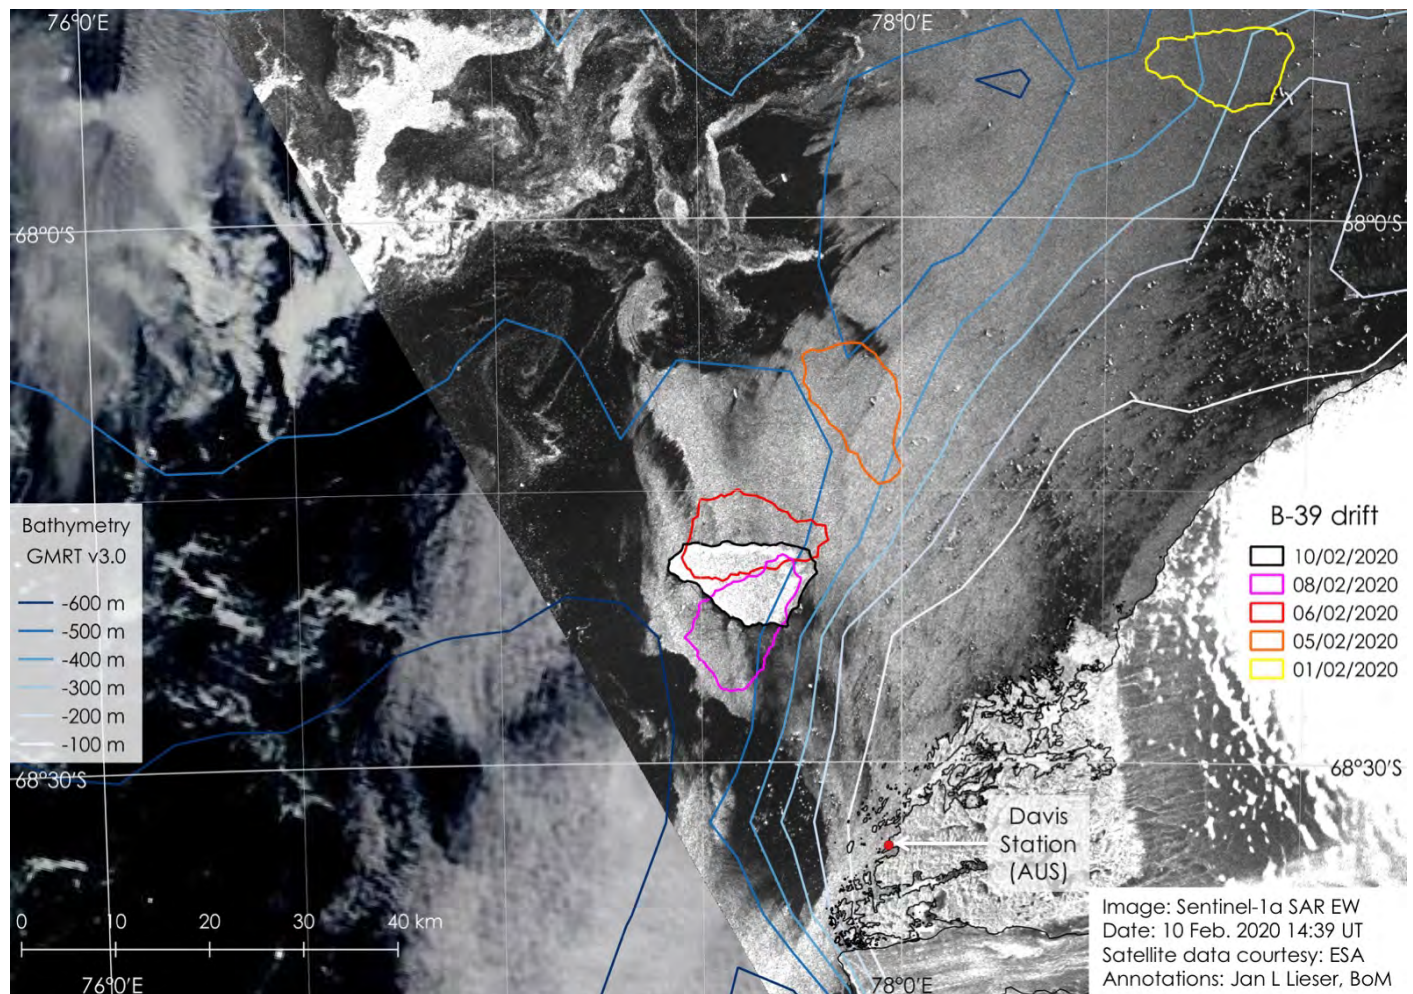 76°0'E
78°0'E
68°0'S
68°0'S
Bathymetry
GMRT v3.0
-600 m
-500 m
-400 m
-300 m
-200 m
-100 m
B-39 drift
10/02/2020
08/02/2020
06/02/2020
05/02/2020
01/02/2020
68°30'S
68°30'S
Davis
Station
(AUS)
0 10 20 30 40 km
Image: Sentinel-1a SAR EW
Date: 10 Feb. 2020 14:39 UT
Satellite data courtesy: ESA
Annotations: Jan L Lieser, BoM
76°0'E
78°0'E